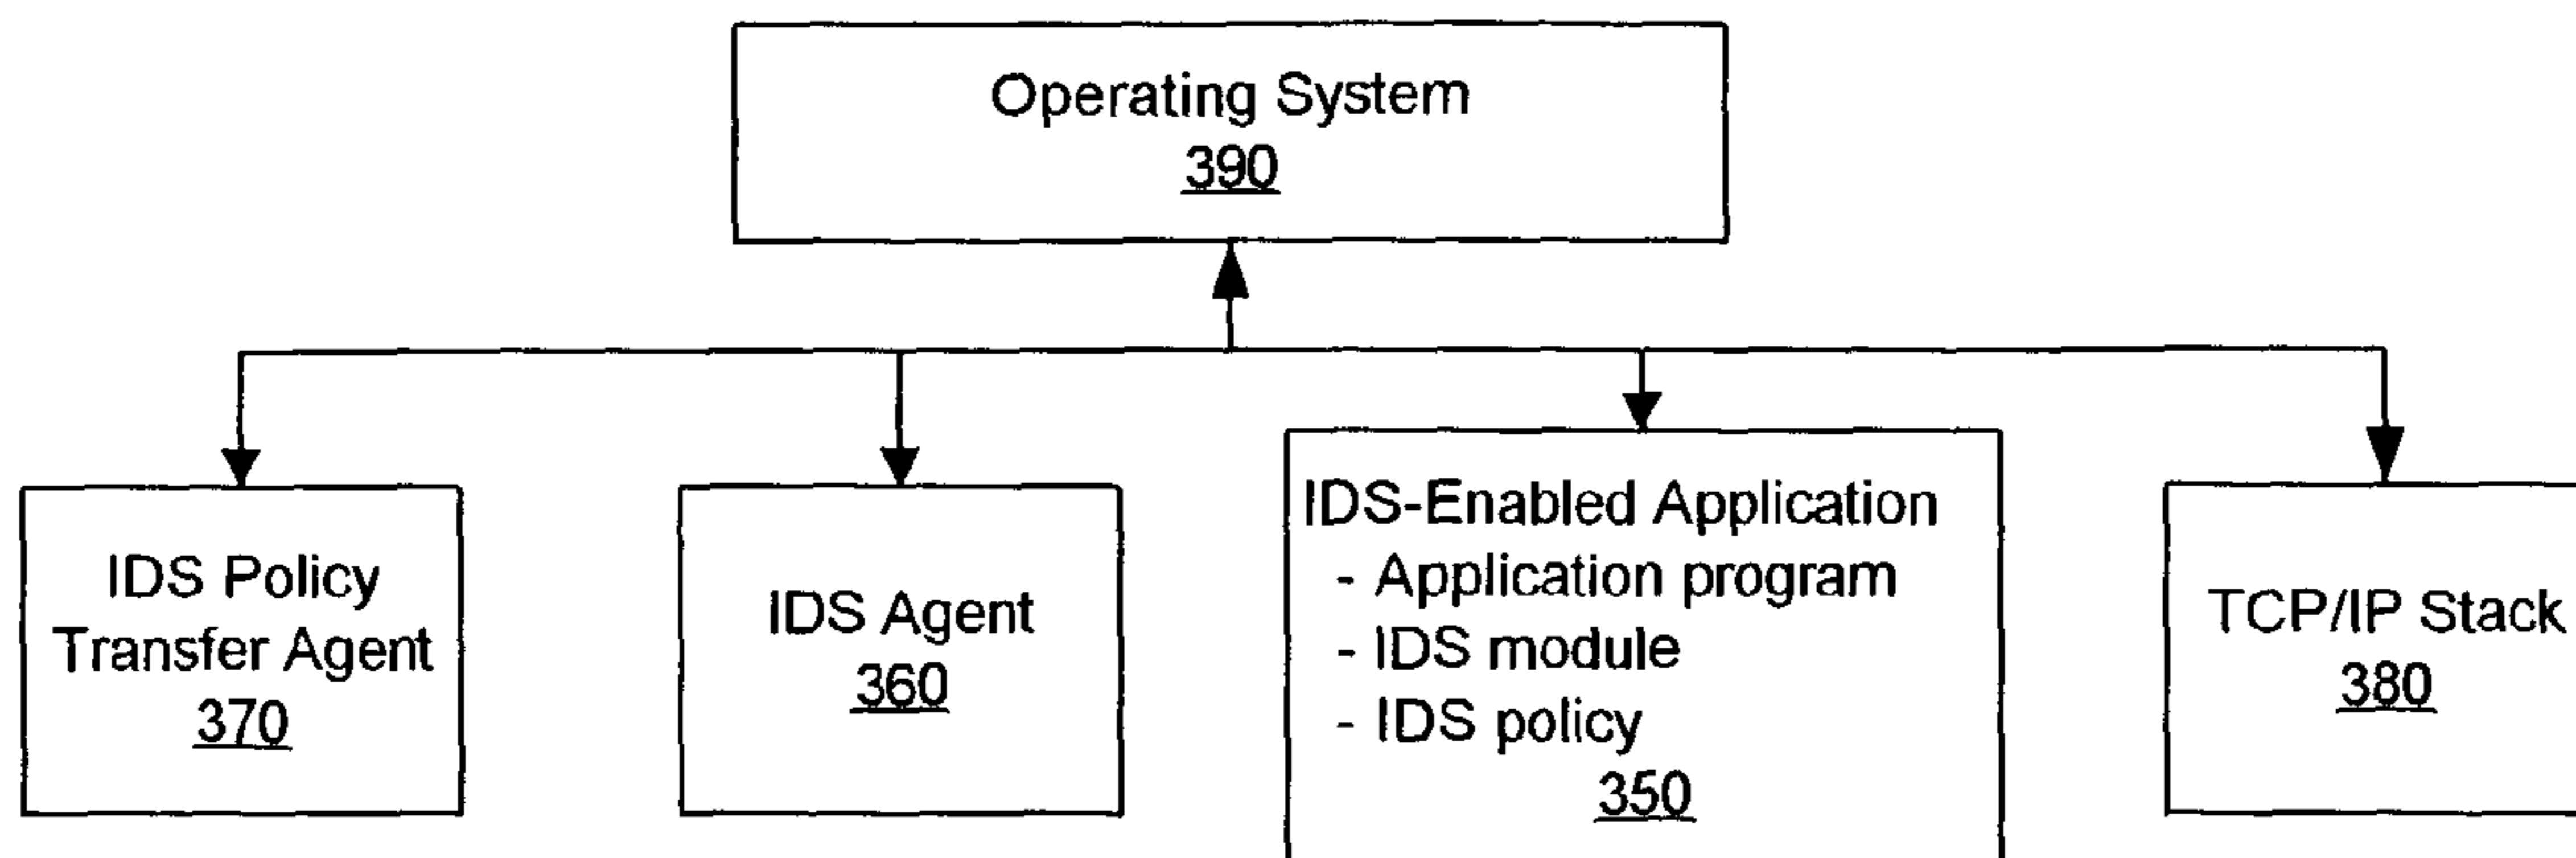 Operating System
390
IDS Policy
Transfer Agent
370
IDS Agent
360
IDS-Enabled Application
- Application program
- IDS module
- IDS policy
350
TCP/IP Stack
380